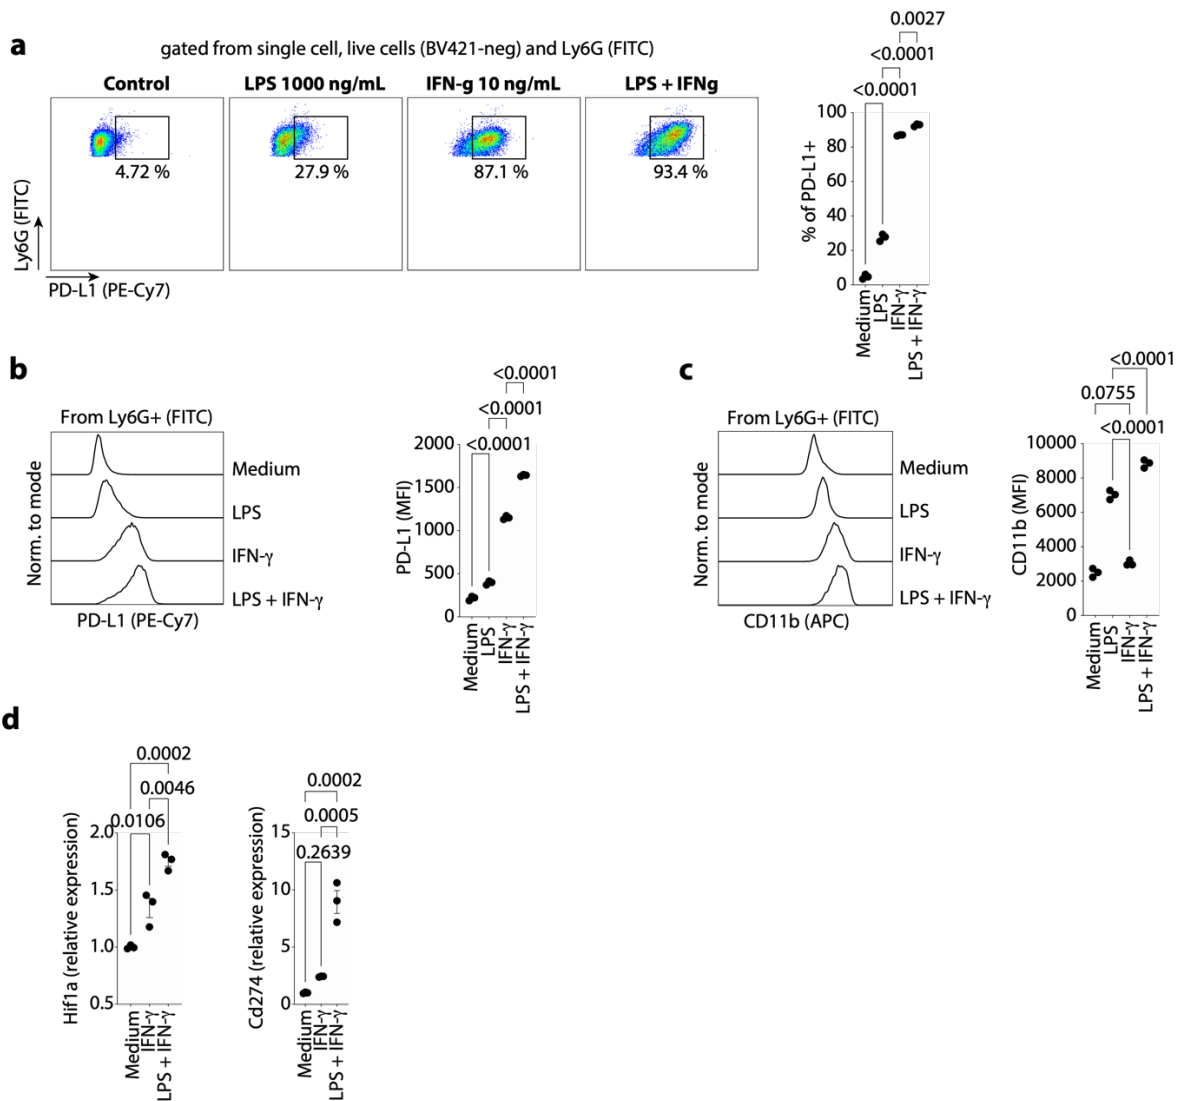 a
gated from single cell, live cells (BV421-neg) and Ly6G (FITC)
Control
LPS 1000 ng/mL
IFN-g 10 ng/mL
LPS + IFNg
4.72 %
27.9 %
87.1 %
93.4 %
Ly6G (FITC)
PD-L1 (PE-Cy7)
0.0027
<0.0001
<0.0001
100
80
60
40
20
0
% of PD-L1+
Medium
LPS
IFN-γ
LPS + IFN-γ
b
From Ly6G+ (FITC)
Norm. to mode
Medium
LPS
IFN-γ
LPS + IFN-γ
PD-L1 (PE-Cy7)
<0.0001
<0.0001
<0.0001
2000
1500
1000
500
0
PD-L1 (MFI)
Medium
LPS
IFN-γ
LPS + IFN-γ
c
From Ly6G+ (FITC)
Norm. to mode
Medium
LPS
IFN-γ
LPS + IFN-γ
CD11b (APC)
<0.0001
0.0755
<0.0001
10000
8000
6000
4000
2000
0
CD11b (MFI)
Medium
LPS
IFN-γ
LPS + IFN-γ
d
0.0002
0.0046
0.0106
2.0
1.5
1.0
0.5
Hif1a (relative expression)
Medium
IFN-γ
LPS + IFN-γ
0.0002
0.0005
0.2639
15
10
5
0
Cd274 (relative expression)
Medium
IFN-γ
LPS + IFN-γ